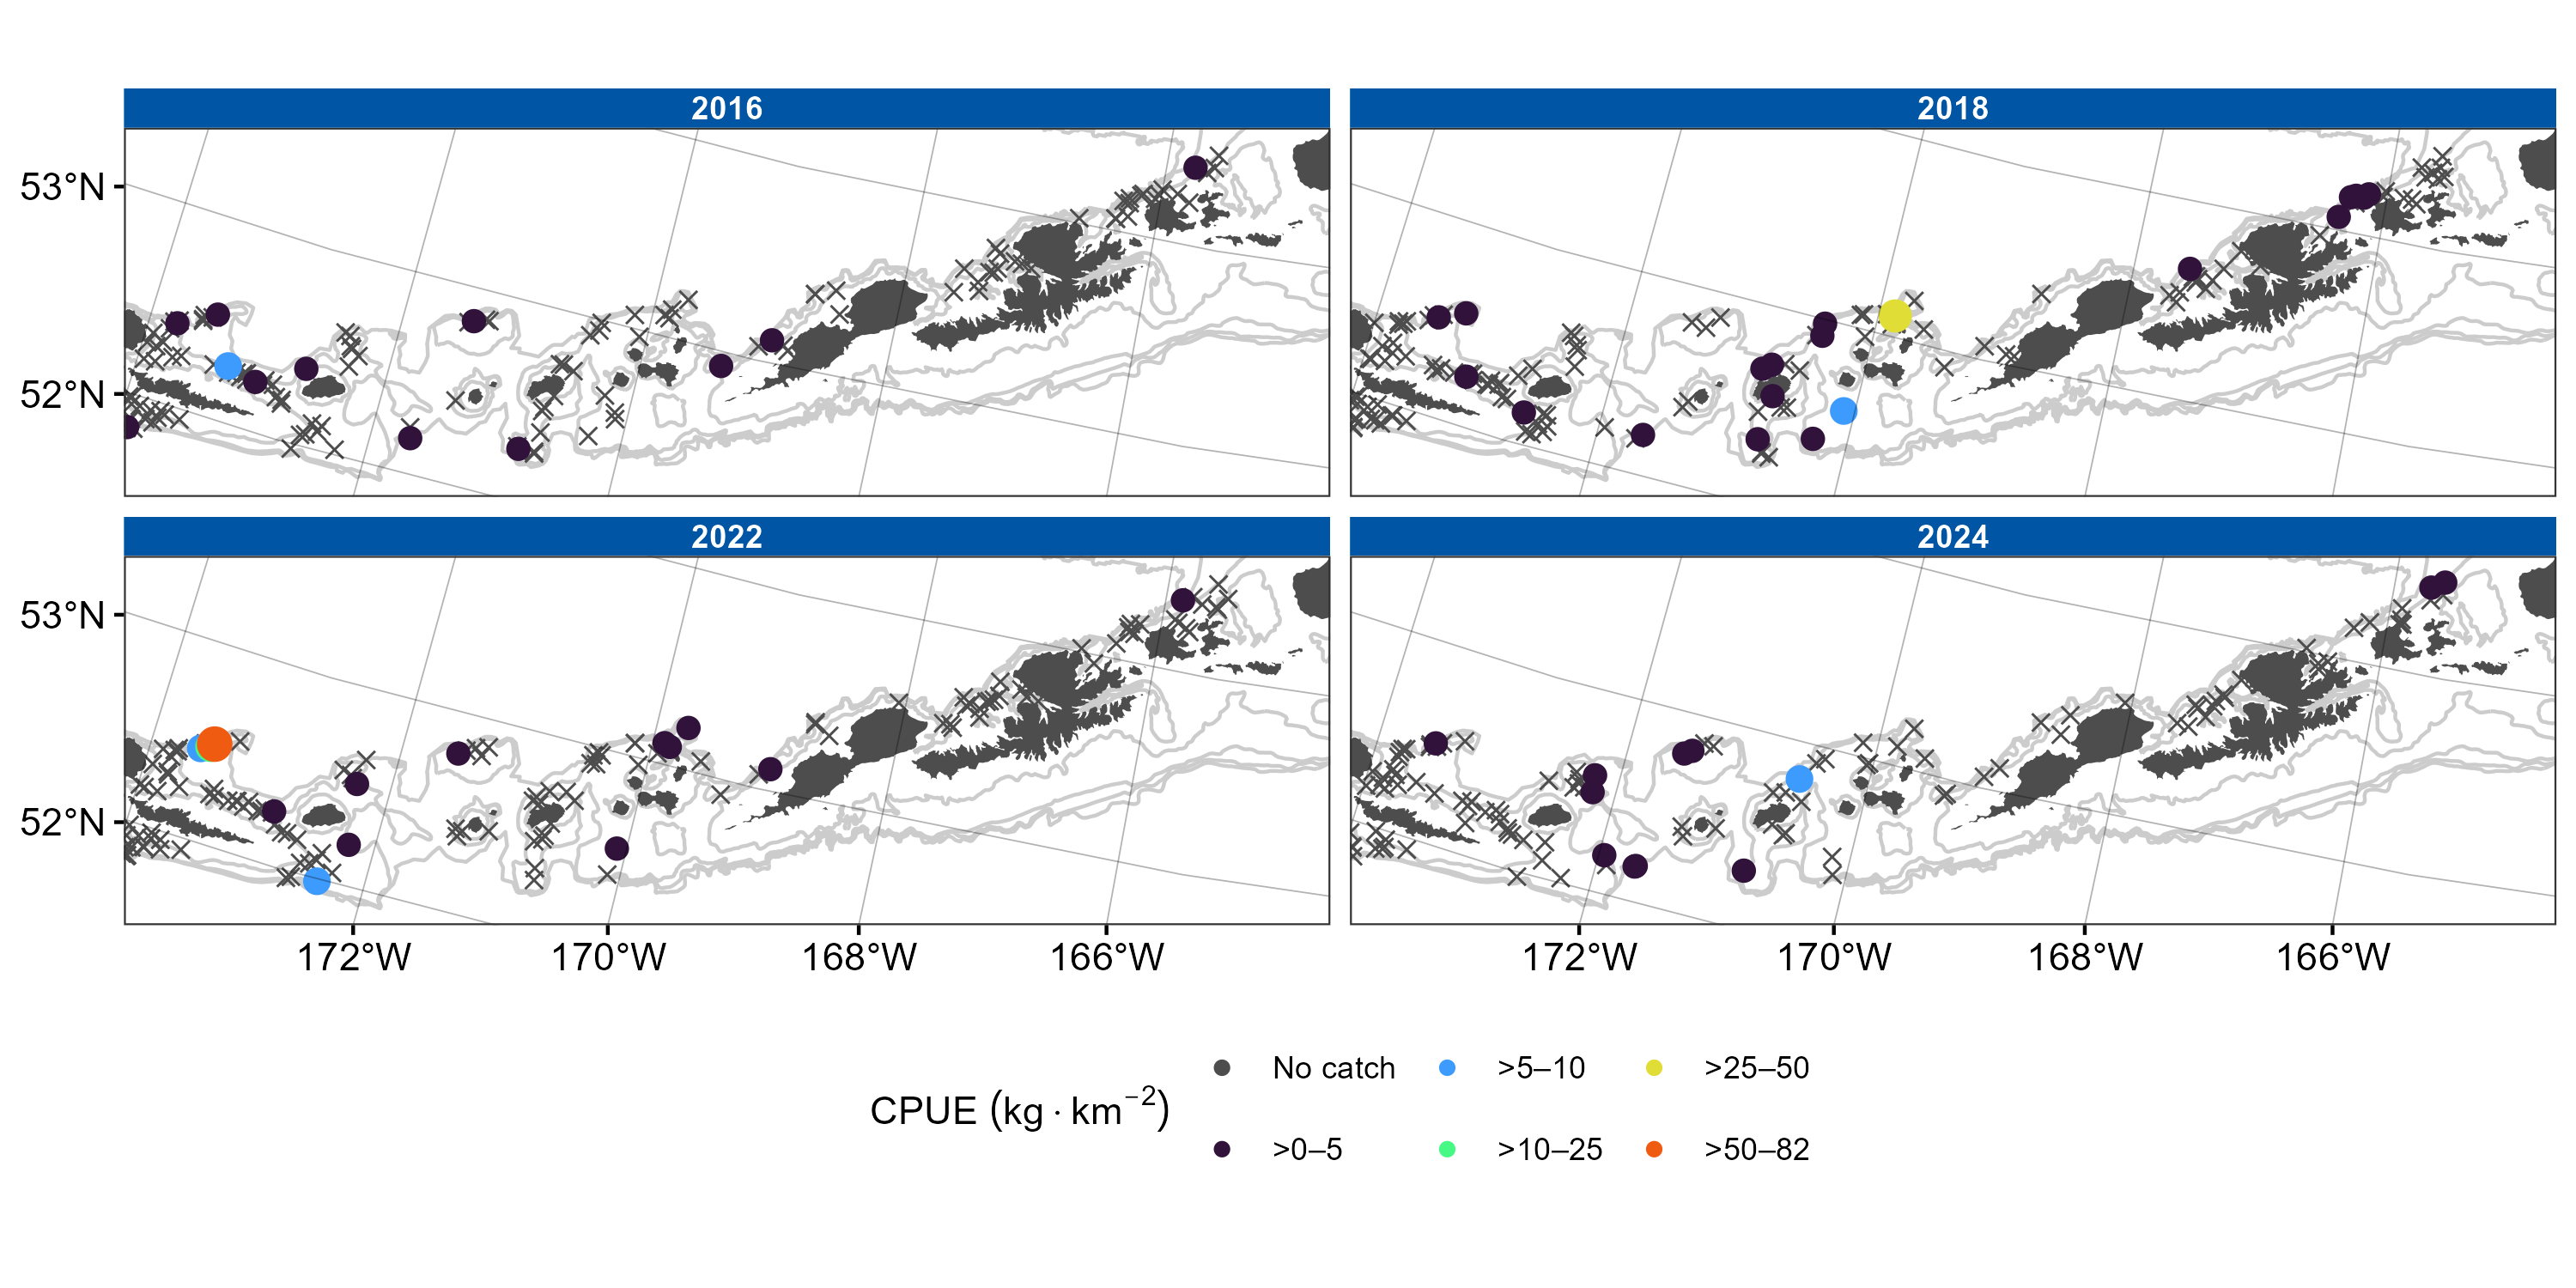 2016 2018
53°N
52°N
2022 2024
53°N
52°N
172°W 170°W 168°W 166°W 172°W 170°W 168°W 166°W
No catch >5–10 >25–50
CPUE (kg · km⁻²)
>0–5 >10–25 >50–82